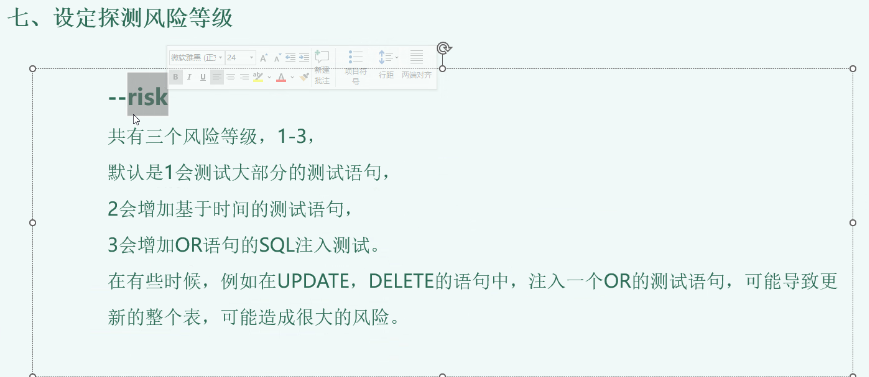 七、设定探测风险等级
微软雅黑 (正) 24 A A 新建批注 项目符号 行距 两端对齐
B I U A
--risk
共有三个风险等级，1-3，
默认是1会测试大部分的测试语句，
2会增加基于时间的测试语句，
3会增加OR语句的SQL注入测试。
在有些时候，例如在UPDATE，DELETE的语句中，注入一个OR的测试语句，可能导致更
新的整个表，可能造成很大的风险。